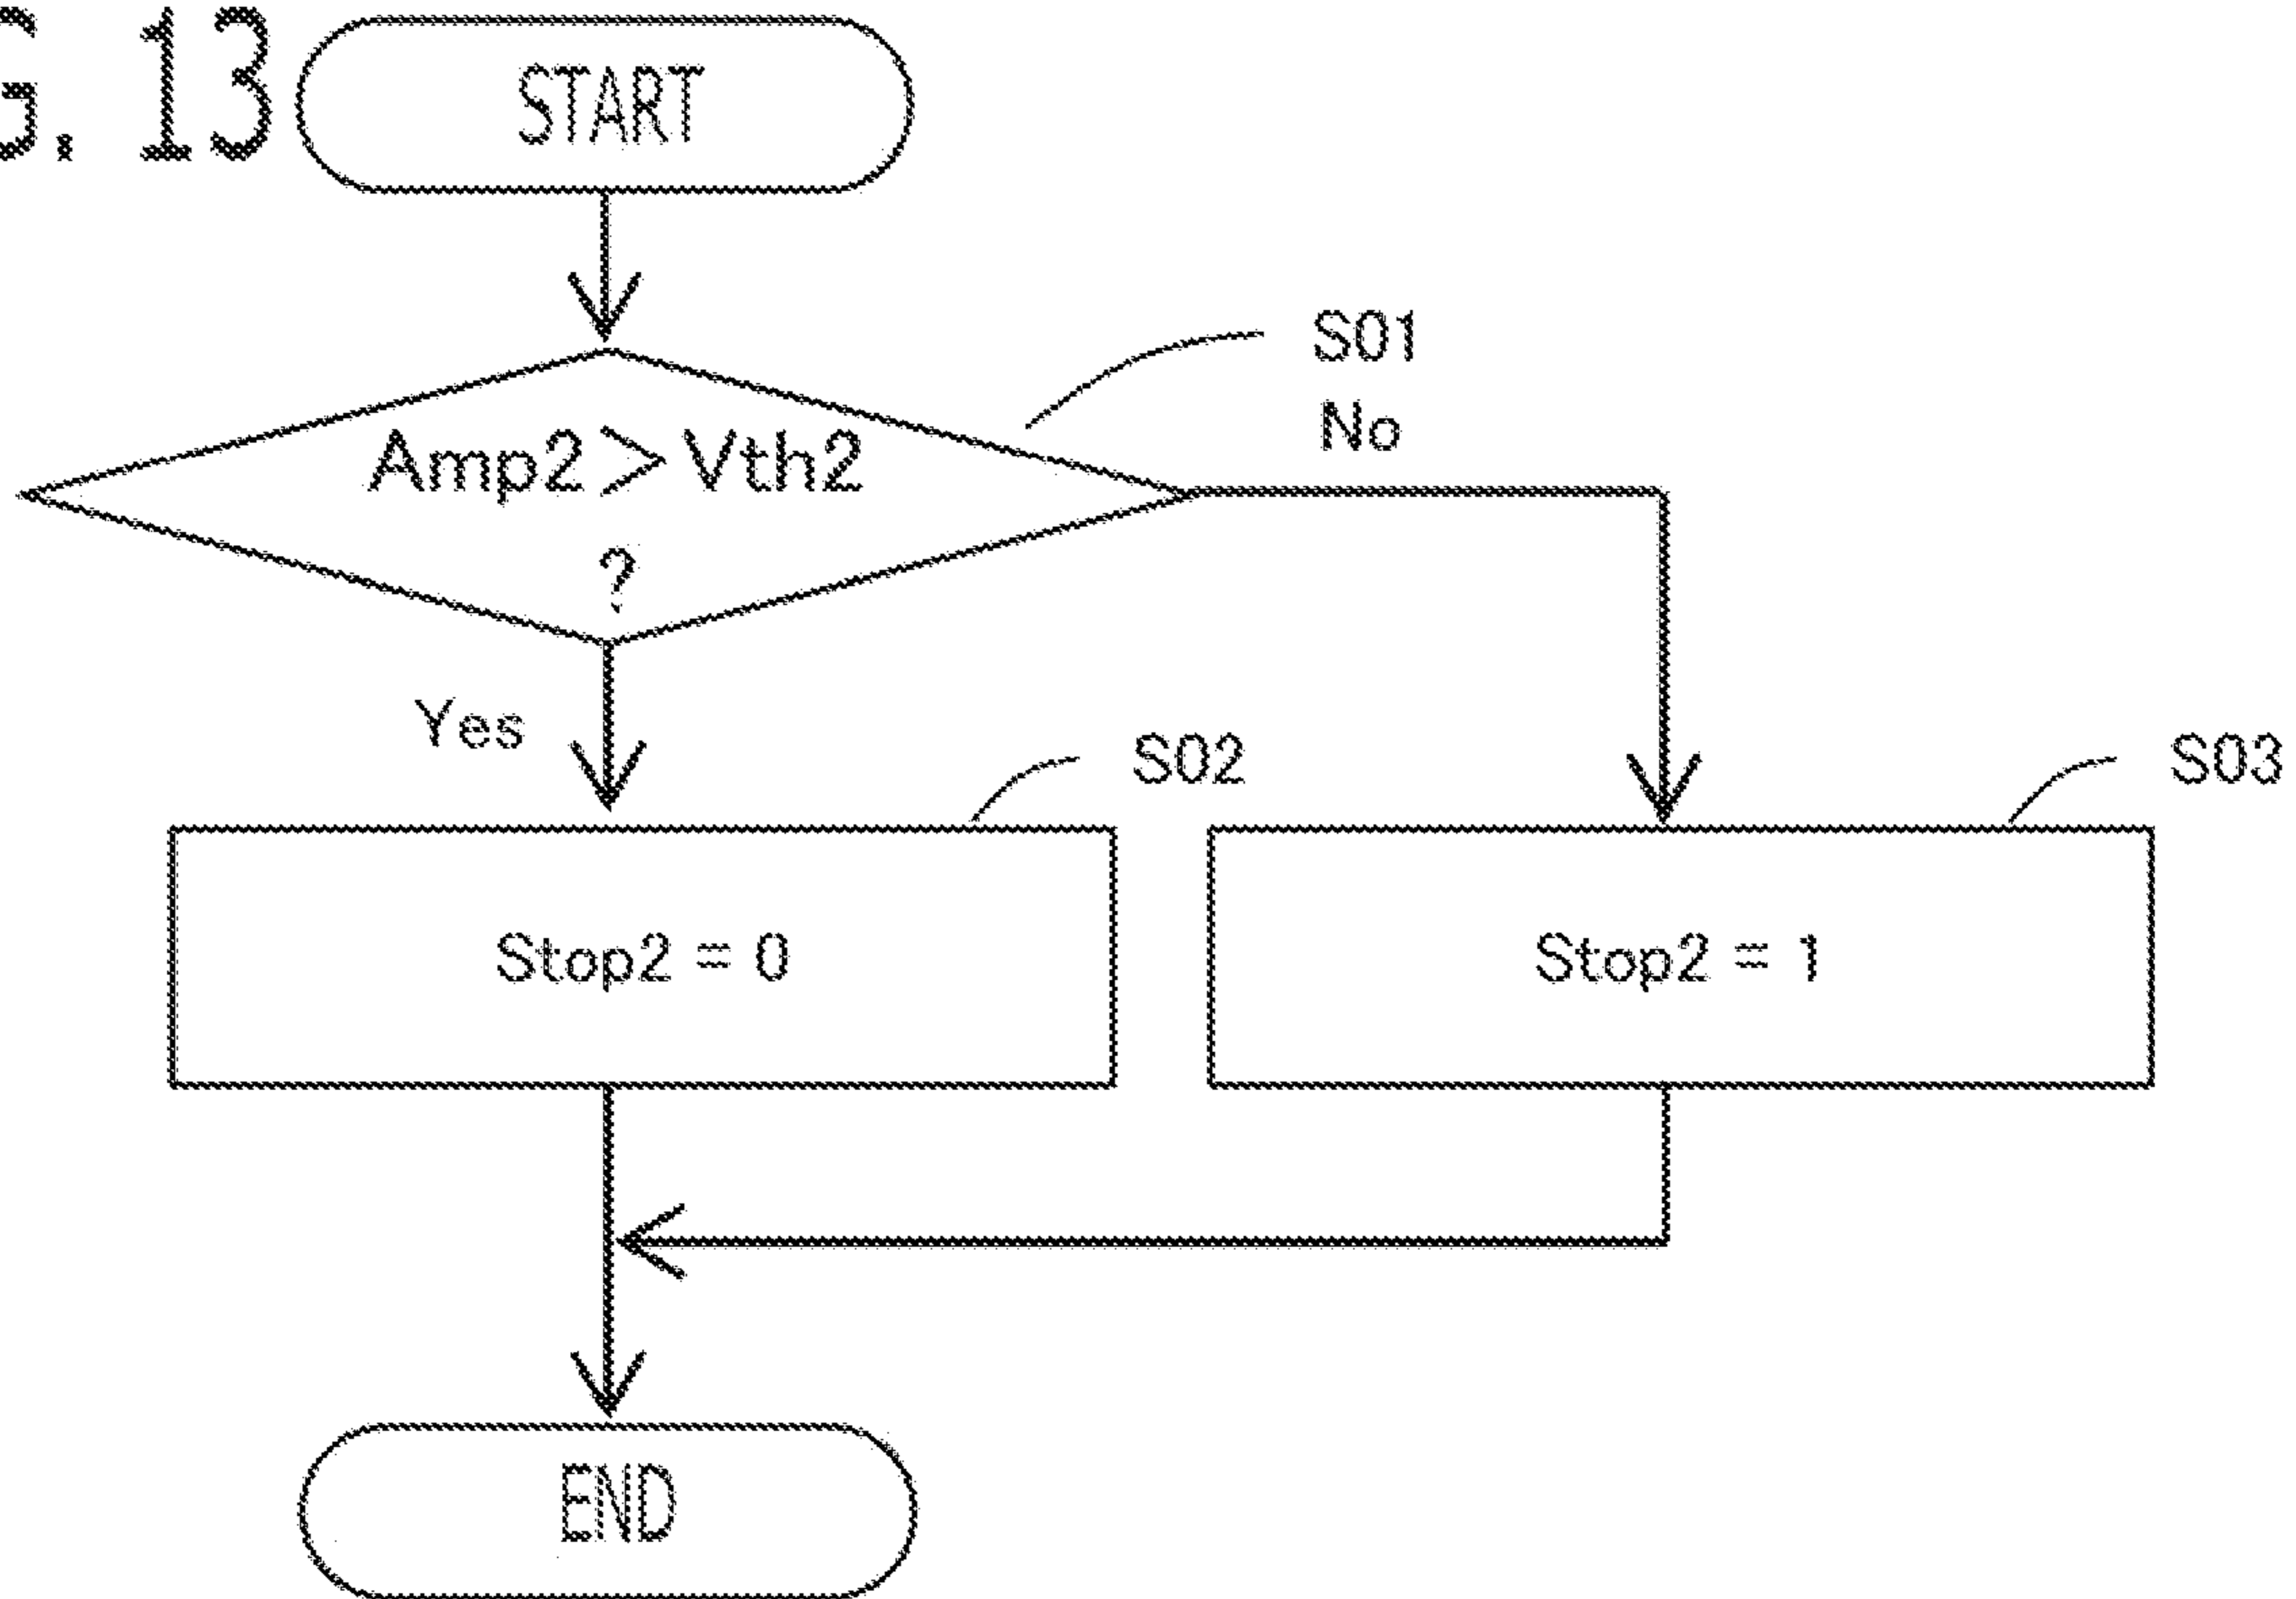 G. 13
START
S01
No
Amp2＞Vth2
?
Yes
S02
S03
Stop2 = 0
Stop2 = 1
END